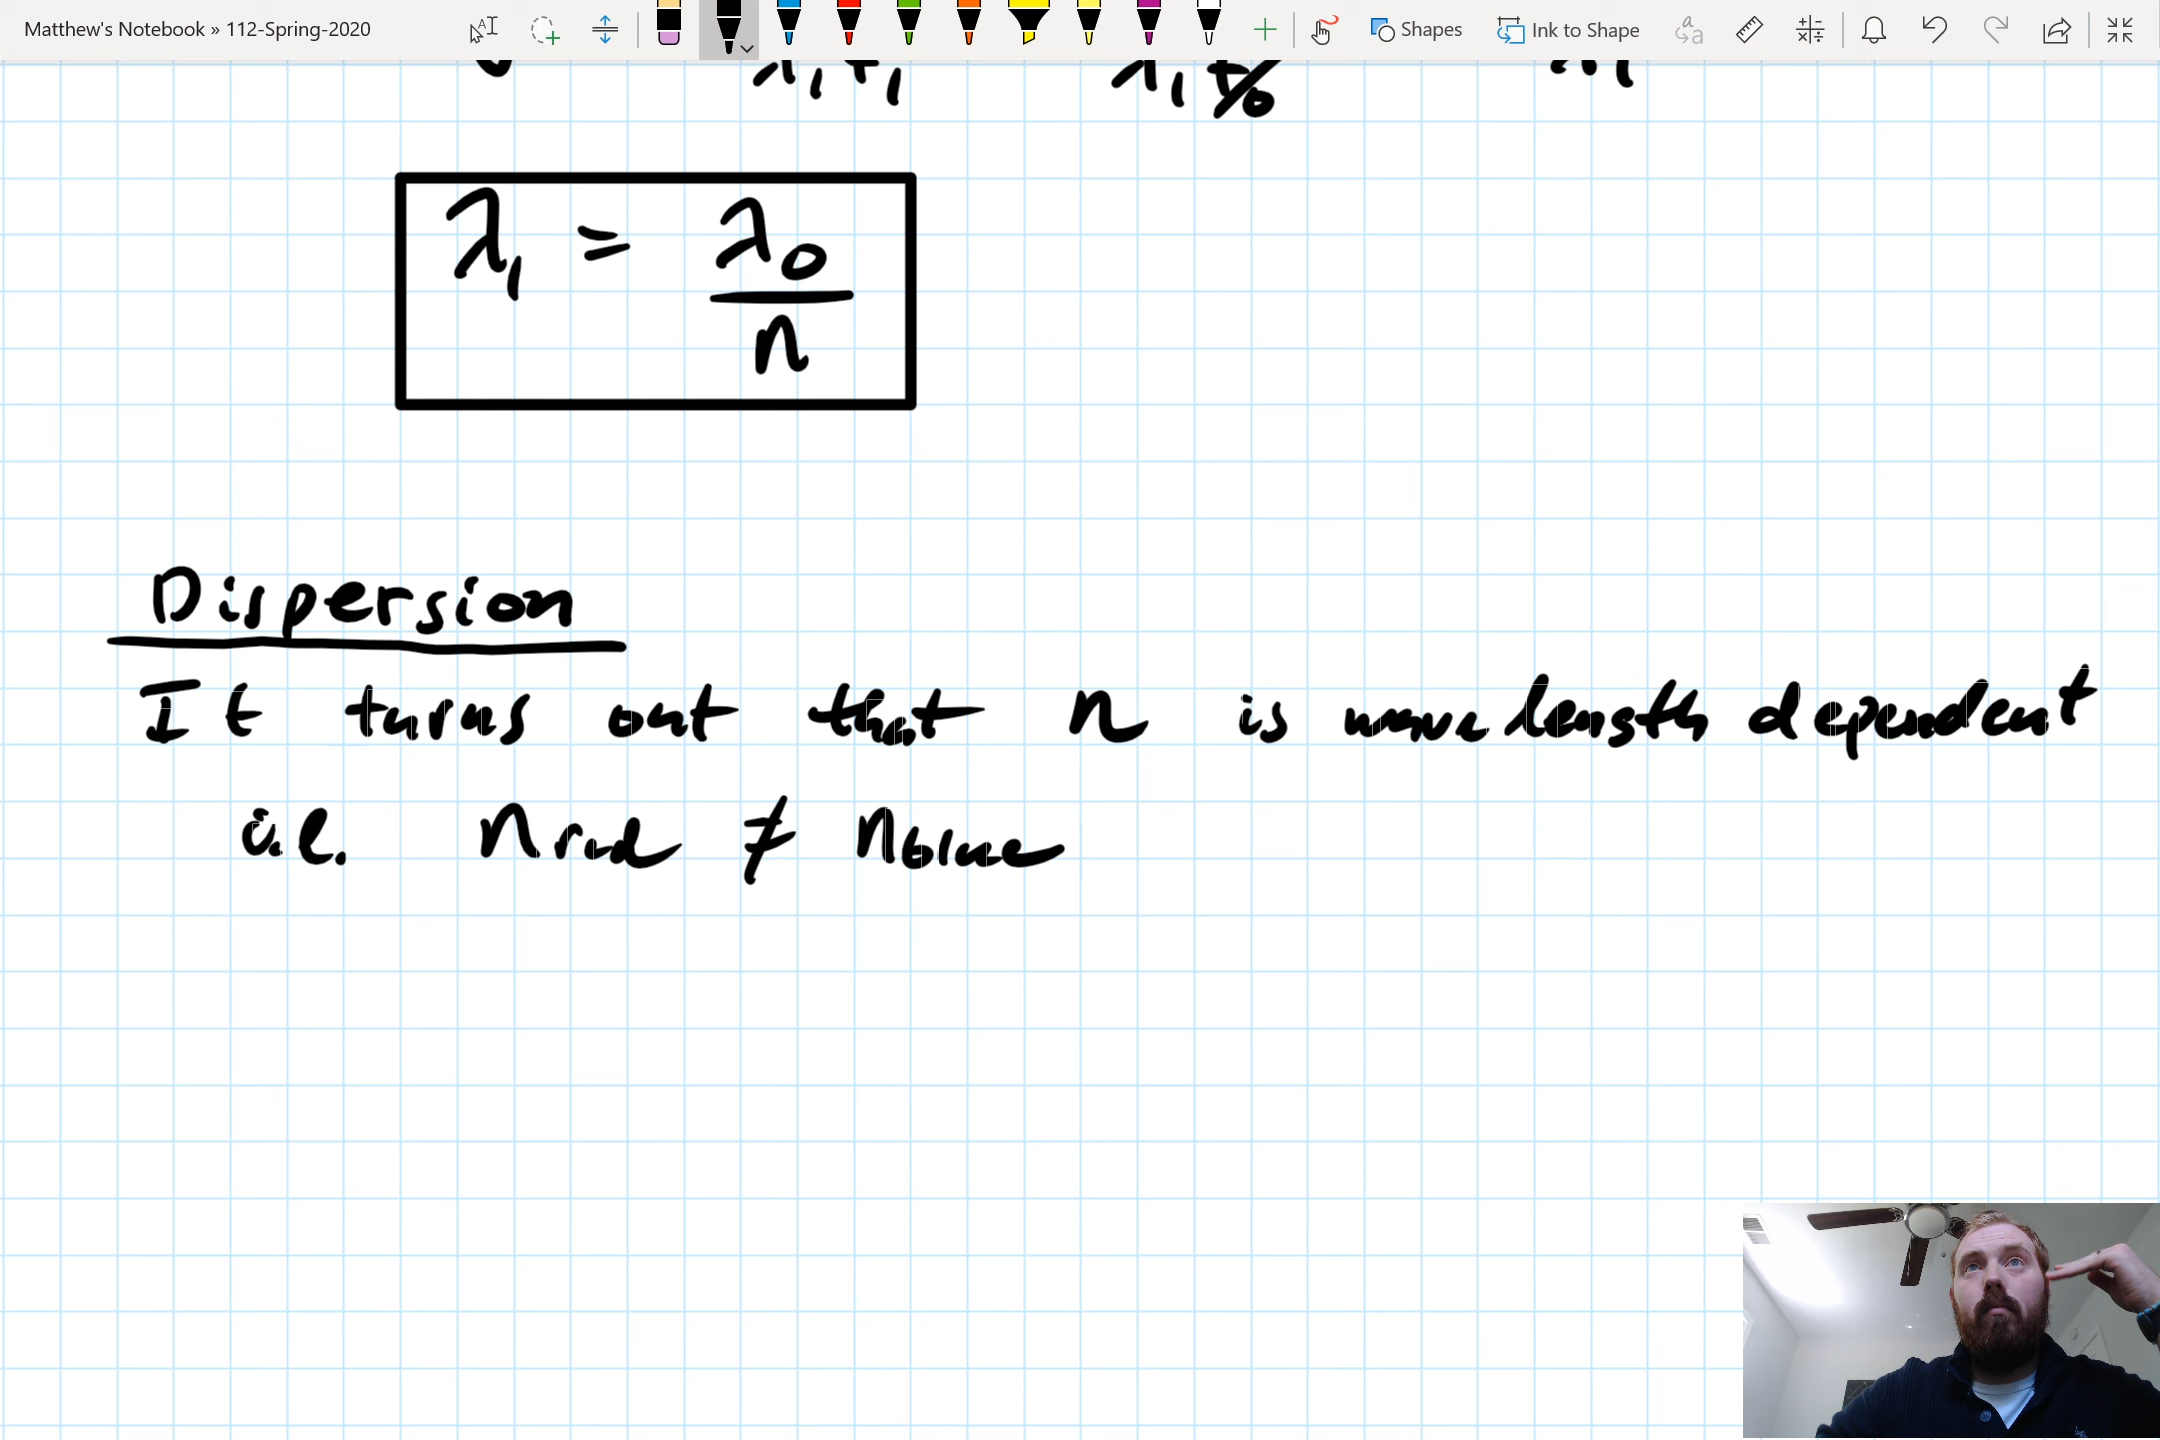 Matthew's Notebook » 112-Spring-2020 Shapes Ink to Shape
λ₁ = λ₀/n
Dispersion
It turns out that n is wavelength dependent
i.e. n_red ≠ n_blue